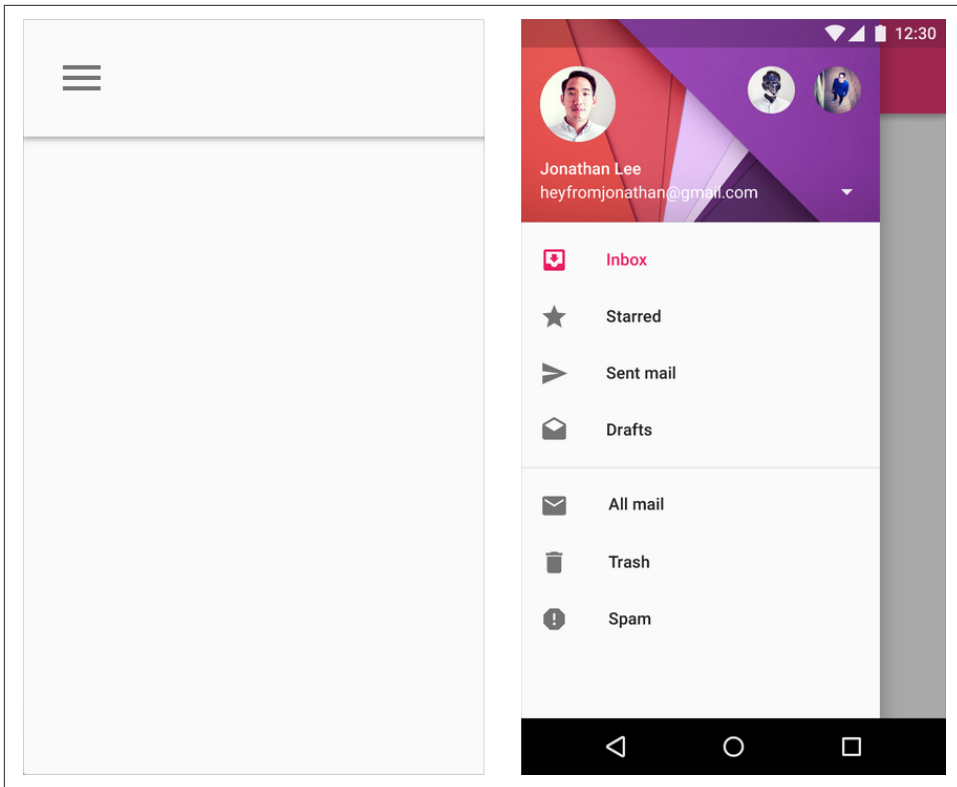 12:30
Jonathan Lee
heyfromjonathan@gmail.com
Inbox
Starred
Sent mail
Drafts
All mail
Trash
Spam